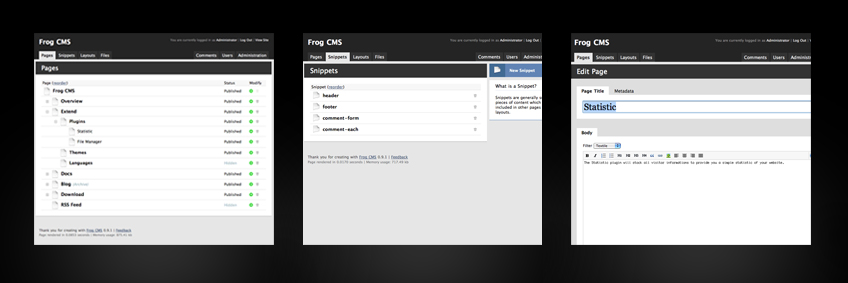 Frog CMS
You are currently logged in as Administrator | Log Out | View Site
Pages Snippets Layouts Files Comments Users Administration
Pages
Page (reorder) Status Modify
Frog CMS Published
Overview Published
Extend Published
Plugins Published
Statistic Published
File Manager Published
Themes Published
Languages Hidden
Docs Published
Blog Published
Download Published
RSS Feed Hidden
Thank you for creating with Frog CMS 0.9.1 | Feedback
Frog CMS
You are currently logged in as Administrator | Log Out
Pages Snippets Layouts Files Comments Users Administ
Snippets
New Snippet
Snippet (reorder)
header
footer
comment-form
comment-each
What is a Snippet?
Snippets are generally s
pieces of content which
included in other pages
layouts.
Thank you for creating with Frog CMS 0.9.1 | Feedback
Frog CMS
You are currently logged in as Administrator | Log Out
Pages Snippets Layouts Files Comments Users Administ
Edit Page
Page Title Metadata
Statistic
Body
Filter Textile
The Statistic plugin will stock all visitor informations to provide you a simple statistic of your website.